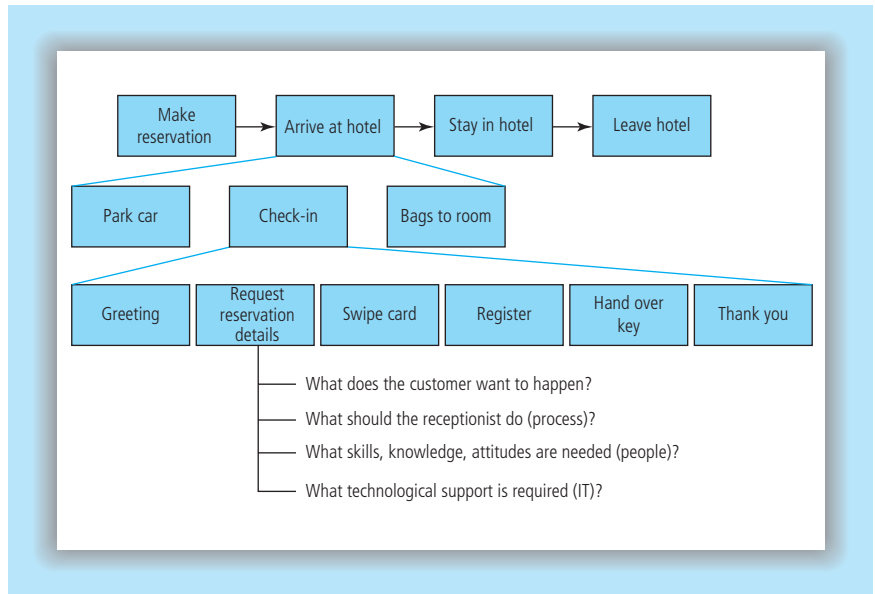 Make
reservation
Arrive at hotel
Stay in hotel
Leave hotel
Park car
Check-in
Bags to room
Greeting
Request
reservation
details
Swipe card
Register
Hand over
key
Thank you
What does the customer want to happen?
What should the receptionist do (process)?
What skills, knowledge, attitudes are needed (people)?
What technological support is required (IT)?